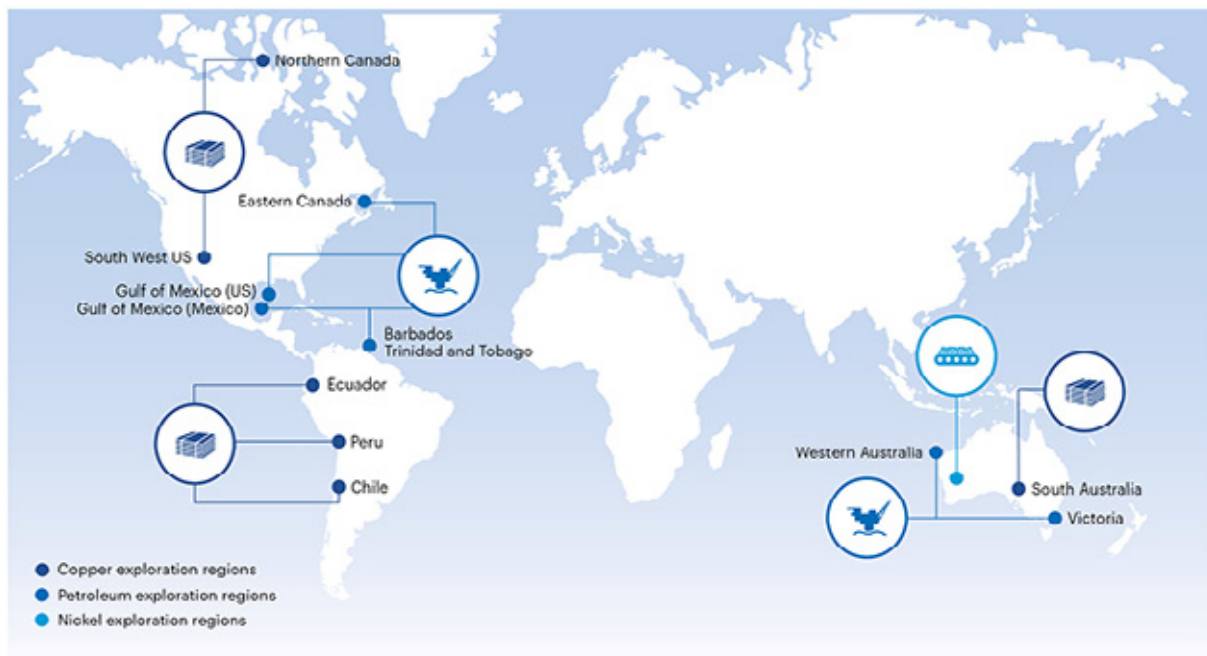 Northern Canada
Eastern Canada
South West US
Gulf of Mexico (US)
Gulf of Mexico (Mexico)
Barbados
Trinidad and Tobago
Ecuador
Peru
Chile
Western Australia
South Australia
Victoria
Copper exploration regions
Petroleum exploration regions
Nickel exploration regions